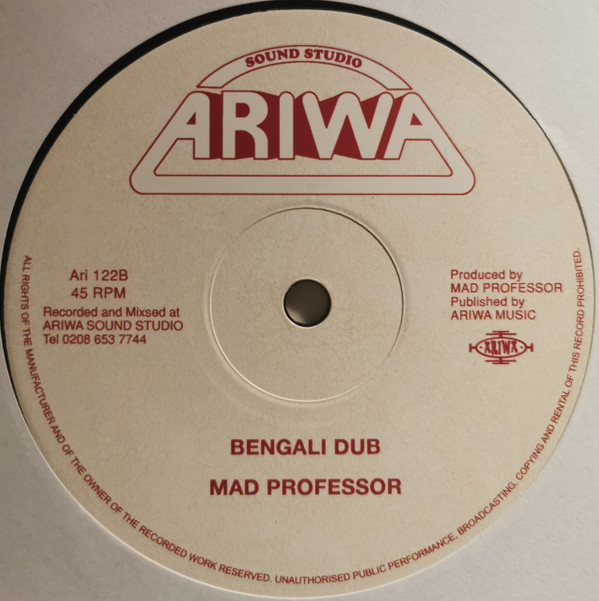 SOUND STUDIO
ARIWA
Ari 122B
45 RPM
Recorded and Mixsed at
ARIWA SOUND STUDIO
Tel 0208 653 7744
Produced by
MAD PROFESSOR
Published by
ARIWA MUSIC
ARIWA
BENGALI DUB
MAD PROFESSOR
ALL RIGHTS OF THE MANUFACTURER AND OF THE OWNER OF THE RECORDED WORK RESERVED. UNAUTHORISED PUBLIC PERFORMANCE, BROADCASTING, COPYING AND RENTAL OF THIS RECORD PROHIBITED.